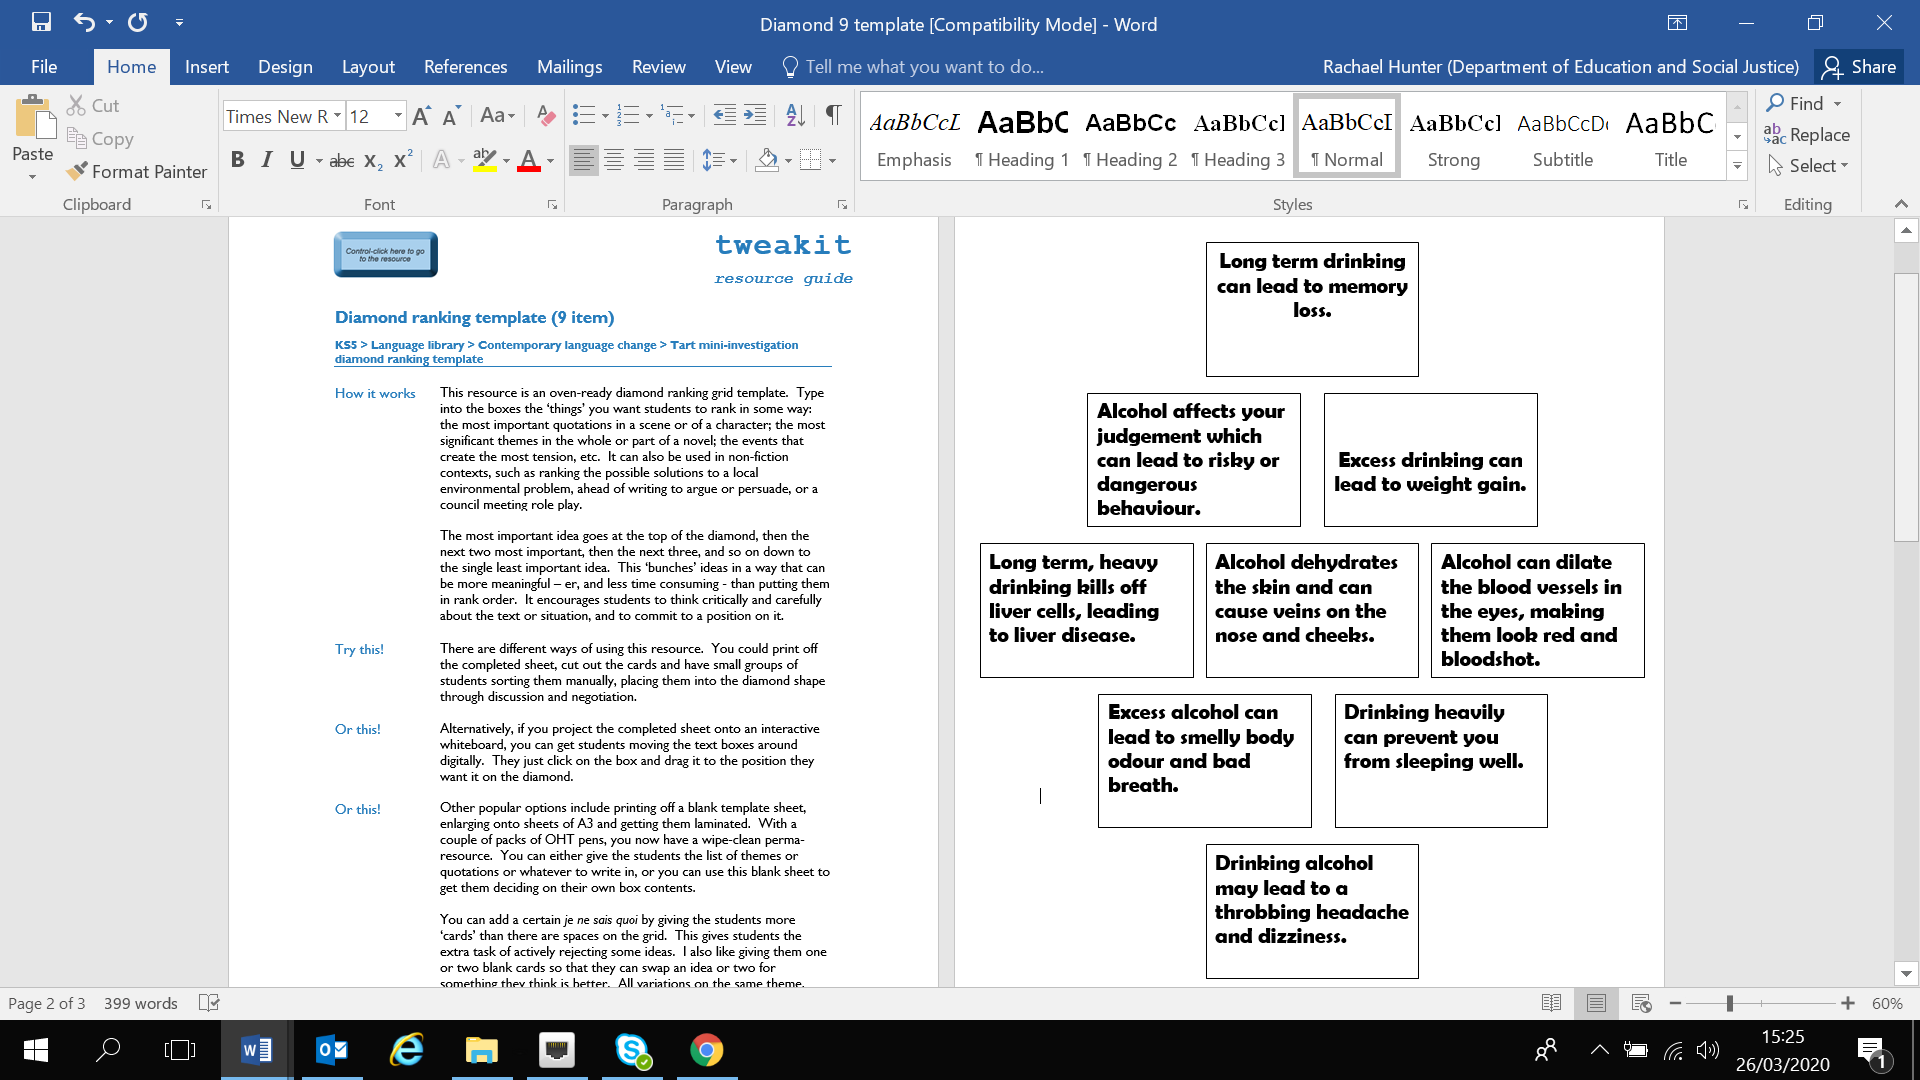 Diamond 9 template [Compatibility Mode] - Word
File Home Insert Design Layout References Mailings Review View Tell me what you want to do... Rachael Hunter (Department of Education and Social Justice) Share
Paste
Cut
Copy
Format Painter
Clipboard
Times New R 12
Font
Paragraph
AaBbCcL AaBbC AaBbCc AaBbCcI AaBbCcI AaBbCcI AaBbCcDc AaBbC
Emphasis ¶ Heading 1 ¶ Heading 2 ¶ Heading 3 ¶ Normal Strong Subtitle Title
Styles
Find
Replace
Select
Editing
Control-click here to go
to the resource
tweakit
resource guide
Diamond ranking template (9 item)
KS5 > Language library > Contemporary language change > Tart mini-investigation
diamond ranking template
How it works
This resource is an oven-ready diamond ranking grid template. Type
into the boxes the ‘things’ you want students to rank in some way:
the most important quotations in a scene or of a character; the most
significant themes in the whole or part of a novel; the events that
create the most tension, etc. It can also be used in non-fiction
contexts, such as ranking the possible solutions to a local
environmental problem, ahead of writing to argue or persuade, or a
council meeting role play.
The most important idea goes at the top of the diamond, then the
next two most important, then the next three, and so on down to
the single least important idea. This ‘bunches’ ideas in a way that can
be more meaningful – er, and less time consuming - than putting them
in rank order. It encourages students to think critically and carefully
about the text or situation, and to commit to a position on it.
Try this!
There are different ways of using this resource. You could print off
the completed sheet, cut out the cards and have small groups of
students sorting them manually, placing them into the diamond shape
through discussion and negotiation.
Or this!
Alternatively, if you project the completed sheet onto an interactive
whiteboard, you can get students moving the text boxes around
digitally. They just click on the box and drag it to the position they
want it on the diamond.
Or this!
Other popular options include printing off a blank template sheet,
enlarging onto sheets of A3 and getting them laminated. With a
couple of packs of OHT pens, you now have a wipe-clean perma-
resource. You can either give the students the list of themes or
quotations or whatever to write in, or you can use this blank sheet to
get them deciding on their own box contents.
You can add a certain je ne sais quoi by giving the students more
‘cards’ than there are spaces on the grid. This gives students the
extra task of actively rejecting some ideas. I also like giving them one
or two blank cards so that they can swap an idea or two for
something they think is better. All variations on the same theme.
Long term drinking
can lead to memory
loss.
Alcohol affects your
judgement which
can lead to risky or
dangerous
behaviour.
Excess drinking can
lead to weight gain.
Long term, heavy
drinking kills off
liver cells, leading
to liver disease.
Alcohol dehydrates
the skin and can
cause veins on the
nose and cheeks.
Alcohol can dilate
the blood vessels in
the eyes, making
them look red and
bloodshot.
Excess alcohol can
lead to smelly body
odour and bad
breath.
Drinking heavily
can prevent you
from sleeping well.
Drinking alcohol
may lead to a
throbbing headache
and dizziness.
Page 2 of 3 399 words 60%
15:25
26/03/2020
1